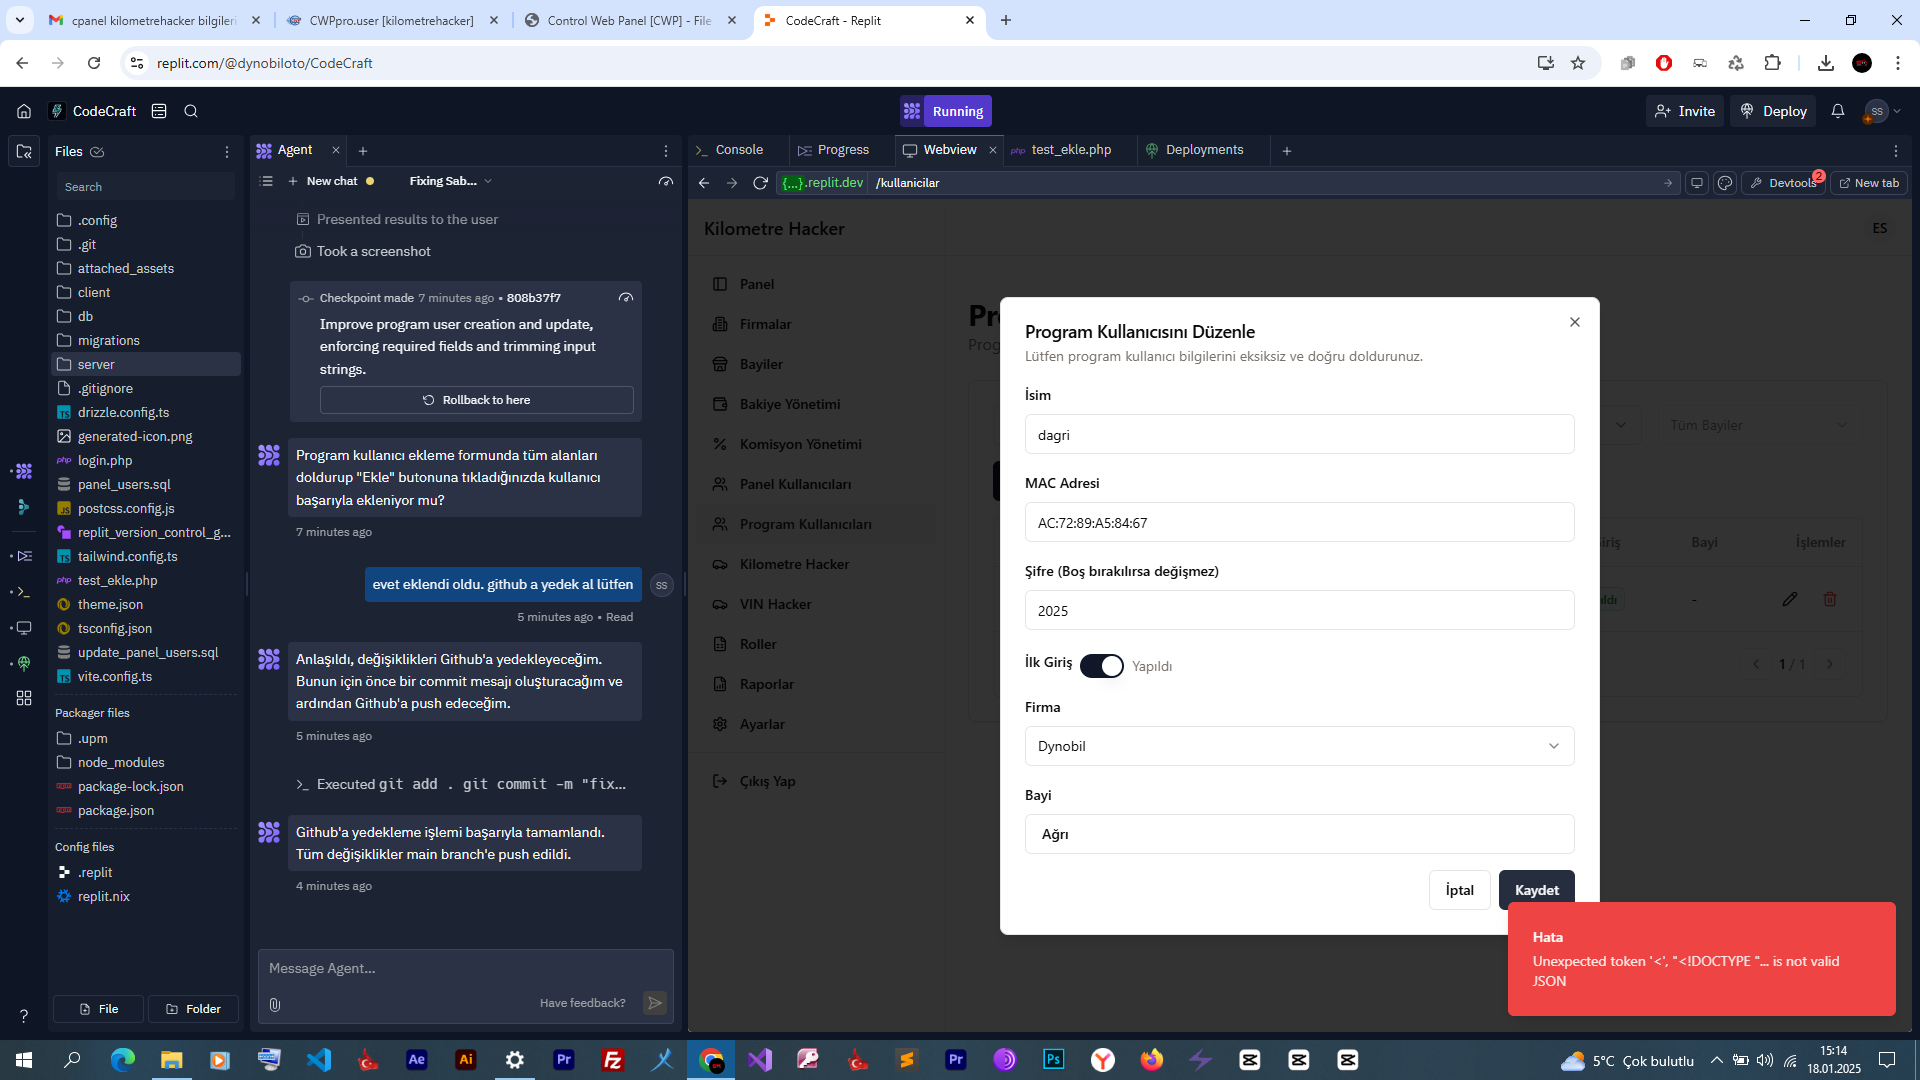 cpanel kilometrehacker bilgileri
CWPpro.user [kilometrehacker]
Control Web Panel [CWP] - File
CodeCraft - Replit
replit.com/@dynobiloto/CodeCraft
CodeCraft
Running
Invite
Deploy
SS
Files
Search
.config
.git
attached_assets
client
db
migrations
server
.gitignore
drizzle.config.ts
generated-icon.png
login.php
panel_users.sql
postcss.config.js
replit_version_control_g...
tailwind.config.ts
test_ekle.php
theme.json
tsconfig.json
update_panel_users.sql
vite.config.ts
Packager files
.upm
node_modules
package-lock.json
package.json
Config files
.replit
replit.nix
File
Folder
Agent
New chat
Fixing Sab...
Presented results to the user
Took a screenshot
Checkpoint made 7 minutes ago • 808b37f7
Improve program user creation and update,
enforcing required fields and trimming input
strings.
Rollback to here
Program kullanıcı ekleme formunda tüm alanları
doldurup "Ekle" butonuna tıkladığınızda kullanıcı
başarıyla ekleniyor mu?
7 minutes ago
evet eklendi oldu. github a yedek al lütfen
SS
5 minutes ago • Read
Anlaşıldı, değişiklikleri Github'a yedekleyeceğim.
Bunun için önce bir commit mesajı oluşturacağım ve
ardından Github'a push edeceğim.
5 minutes ago
Executed git add . git commit -m "fix...
Github'a yedekleme işlemi başarıyla tamamlandı.
Tüm değişiklikler main branch'e push edildi.
4 minutes ago
Message Agent...
Have feedback?
Console
Progress
Webview
php test_ekle.php
Deployments
{...}.replit.dev
/kullanicilar
Devtools
2
New tab
Kilometre Hacker
ES
Panel
Firmalar
Bayiler
Bakiye Yönetimi
Komisyon Yönetimi
Panel Kullanıcıları
Program Kullanıcıları
Kilometre Hacker
VIN Hacker
Roller
Raporlar
Ayarlar
Çıkış Yap
Pr
Prog
Tüm Bayiler
Giriş
Bayi
İşlemler
-
1 / 1
Program Kullanıcısını Düzenle
Lütfen program kullanıcı bilgilerini eksiksiz ve doğru doldurunuz.
İsim
dagri
MAC Adresi
AC:72:89:A5:84:67
Şifre (Boş bırakılırsa değişmez)
2025
İlk Giriş
Yapıldı
Firma
Dynobil
Bayi
Ağrı
İptal
Kaydet
Hata
Unexpected token '<', "<!DOCTYPE "... is not valid
JSON
5°C Çok bulutlu
15:14
18.01.2025